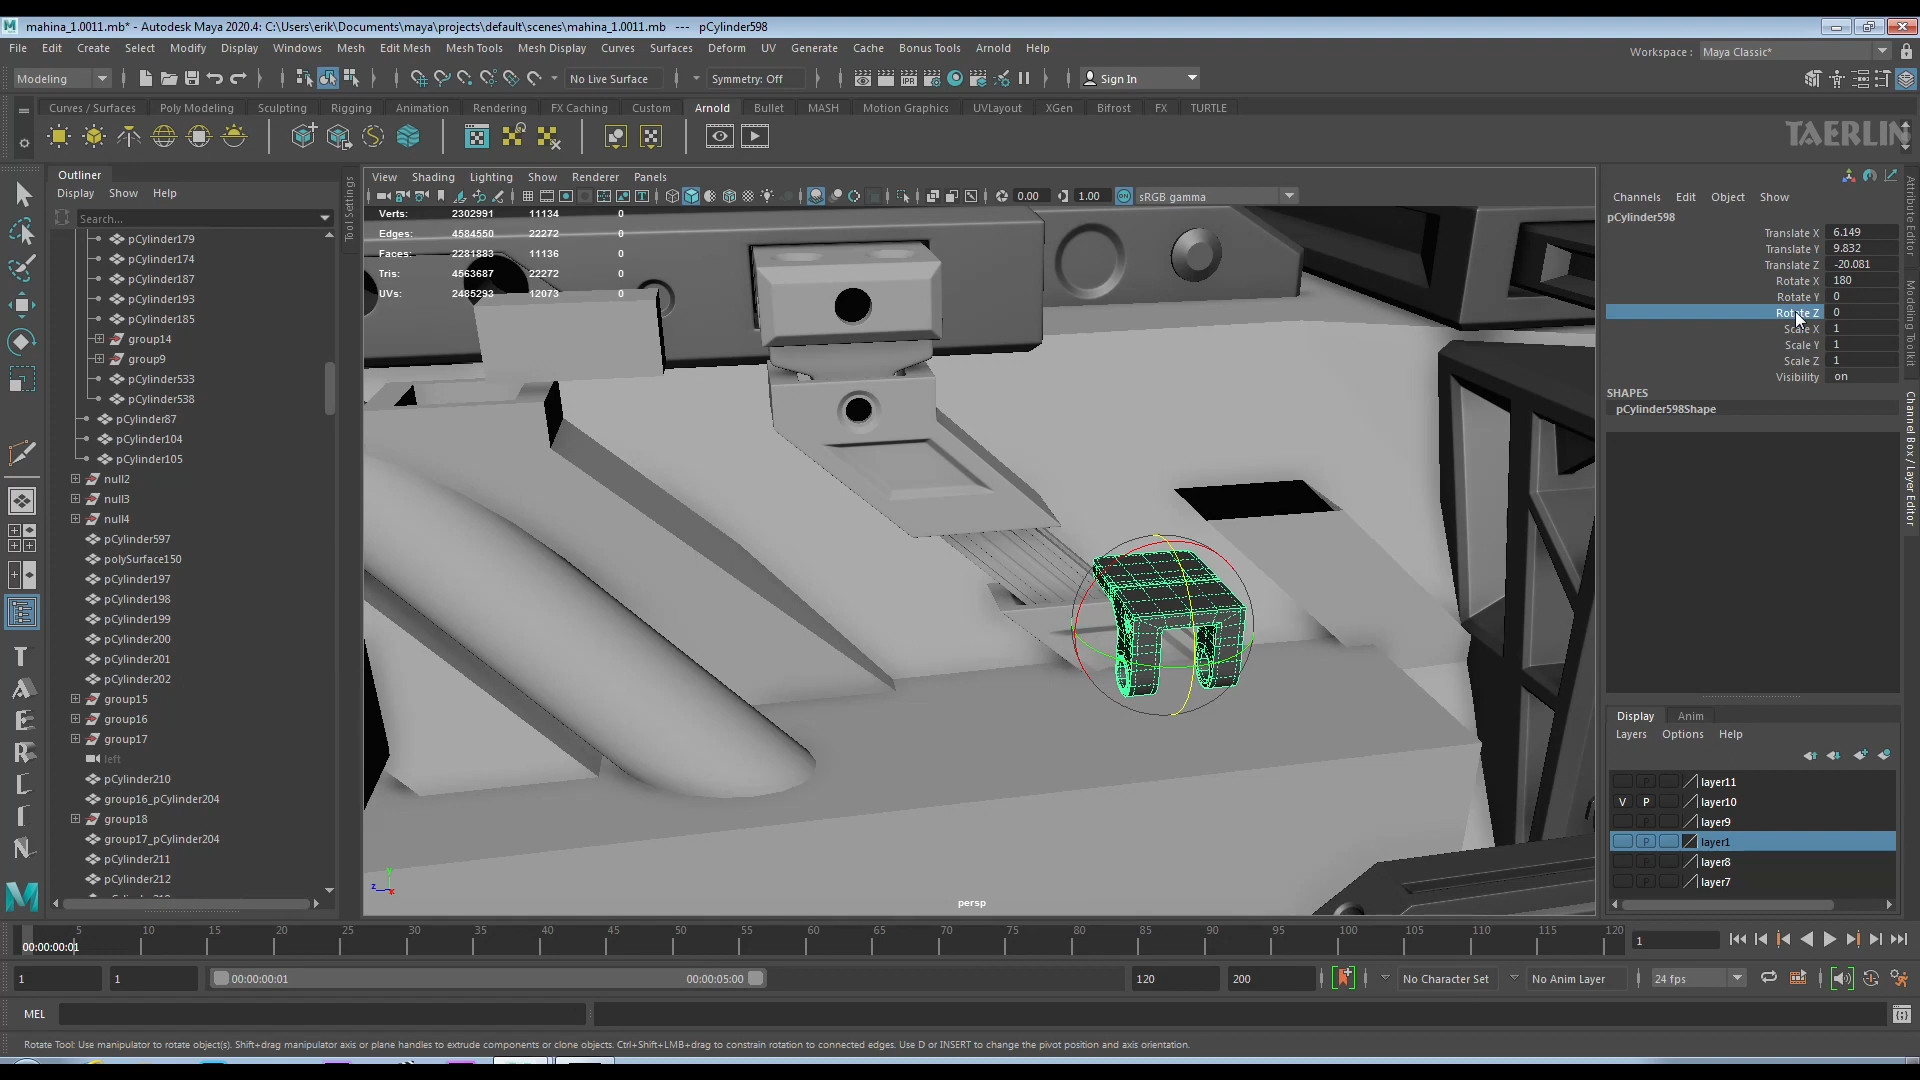 mahina_1.0011.mb* - Autodesk Maya 2020.4: C:\Users\erik\Documents\maya\projects\default\scenes\mahina_1.0011.mb --- pCylinder598
File Edit Create Select Modify Display Windows Mesh Edit Mesh Mesh Tools Mesh Display Curves Surfaces Deform UV Generate Cache Bonus Tools Arnold Help
Workspace : Maya Classic*
Modeling No Live Surface Symmetry: Off Sign In
Curves / Surfaces Poly Modeling Sculpting Rigging Animation Rendering FX Caching Custom Arnold Bullet MASH Motion Graphics UVLayout XGen Bifrost FX TURTLE
TAERLIN
Outliner
Display Show Help
Search...
pCylinder179
pCylinder174
pCylinder187
pCylinder193
pCylinder185
group14
group9
pCylinder533
pCylinder538
pCylinder87
pCylinder104
pCylinder105
null2
null3
null4
pCylinder597
polySurface150
pCylinder197
pCylinder198
pCylinder199
pCylinder200
pCylinder201
pCylinder202
group15
group16
group17
left
pCylinder210
group16_pCylinder204
group18
group17_pCylinder204
pCylinder211
pCylinder212
Tool Settings
View Shading Lighting Show Renderer Panels
0.00 1.00 sRGB gamma
Verts: 2302991 11134 0
Edges: 4584550 22272 0
Faces: 2281883 11136 0
Tris: 4563687 22272 0
UVs: 2485293 12073 0
persp
Channels Edit Object Show
pCylinder598
Translate X 6.149
Translate Y 9.832
Translate Z -20.081
Rotate X 180
Rotate Y 0
Rotate Z 0
Scale X 1
Scale Y 1
Scale Z 1
Visibility on
SHAPES
pCylinder598Shape
Attribute Editor
Modeling Toolkit
Channel Box / Layer Editor
Display Anim
Layers Options Help
P layer11
V P layer10
P layer9
P layer1
P layer8
P layer7
5 10 15 20 25 30 35 40 45 50 55 60 65 70 75 80 85 90 95 100 105 110 115 120
00:00:00:01
1
1 1 00:00:00:01 00:00:05:00 120 200 No Character Set No Anim Layer 24 fps
MEL
Rotate Tool: Use manipulator to rotate object(s). Shift+drag manipulator axis or plane handles to extrude components or clone objects. Ctrl+Shift+LMB+drag to constrain rotation to connected edges. Use D or INSERT to change the pivot position and axis orientation.